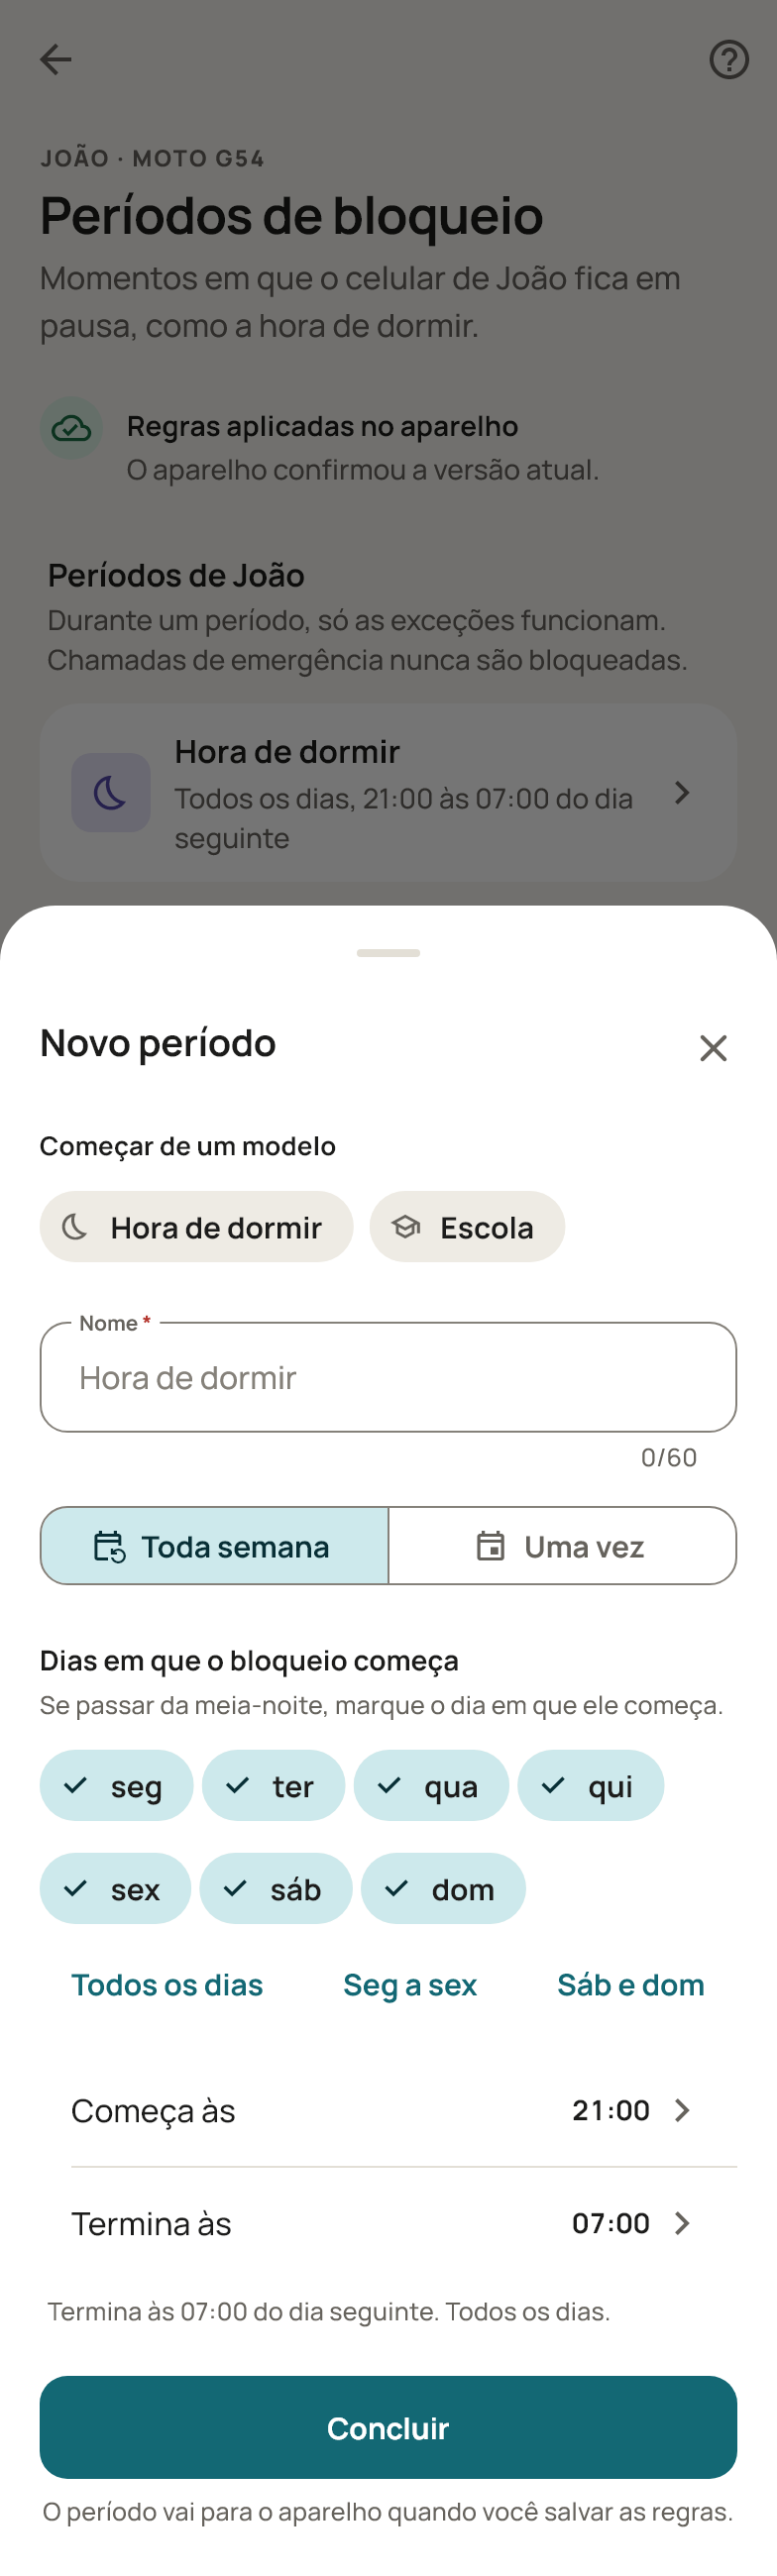 JOÃO · MOTO G54
Períodos de bloqueio
Momentos em que o celular de João fica em
pausa, como a hora de dormir.
Regras aplicadas no aparelho
O aparelho confirmou a versão atual.
Períodos de João
Durante um período, só as exceções funcionam.
Chamadas de emergência nunca são bloqueadas.
Hora de dormir
Todos os dias, 21:00 às 07:00 do dia
seguinte
Novo período
Começar de um modelo
Hora de dormir
Escola
Nome *
Hora de dormir
0/60
Toda semana
Uma vez
Dias em que o bloqueio começa
Se passar da meia-noite, marque o dia em que ele começa.
seg
ter
qua
qui
sex
sáb
dom
Todos os dias
Seg a sex
Sáb e dom
Começa às
21:00
Termina às
07:00
Termina às 07:00 do dia seguinte. Todos os dias.
Concluir
O período vai para o aparelho quando você salvar as regras.